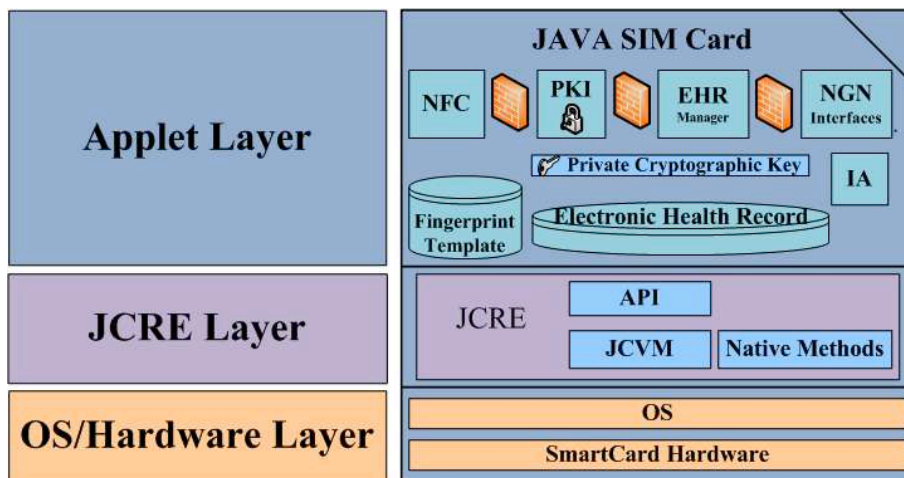 Applet Layer
JCRE Layer
OS/Hardware Layer
JAVA SIM Card
NFC
PKI
EHR
Manager
NGN
Interfaces
Private Cryptographic Key
IA
Fingerprint
Template
Electronic Health Record
JCRE
API
JCVM
Native Methods
OS
SmartCard Hardware